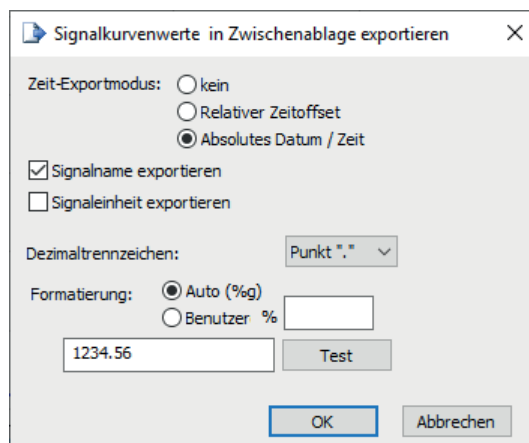 Signalkurvenwerte in Zwischenablage exportieren
Zeit-Exportmodus: kein
Relativer Zeitoffset
Absolutes Datum / Zeit
Signalname exportieren
Signaleinheit exportieren
Dezimaltrennzeichen: Punkt "."
Formatierung: Auto (%g)
Benutzer %
1234.56 Test
OK Abbrechen